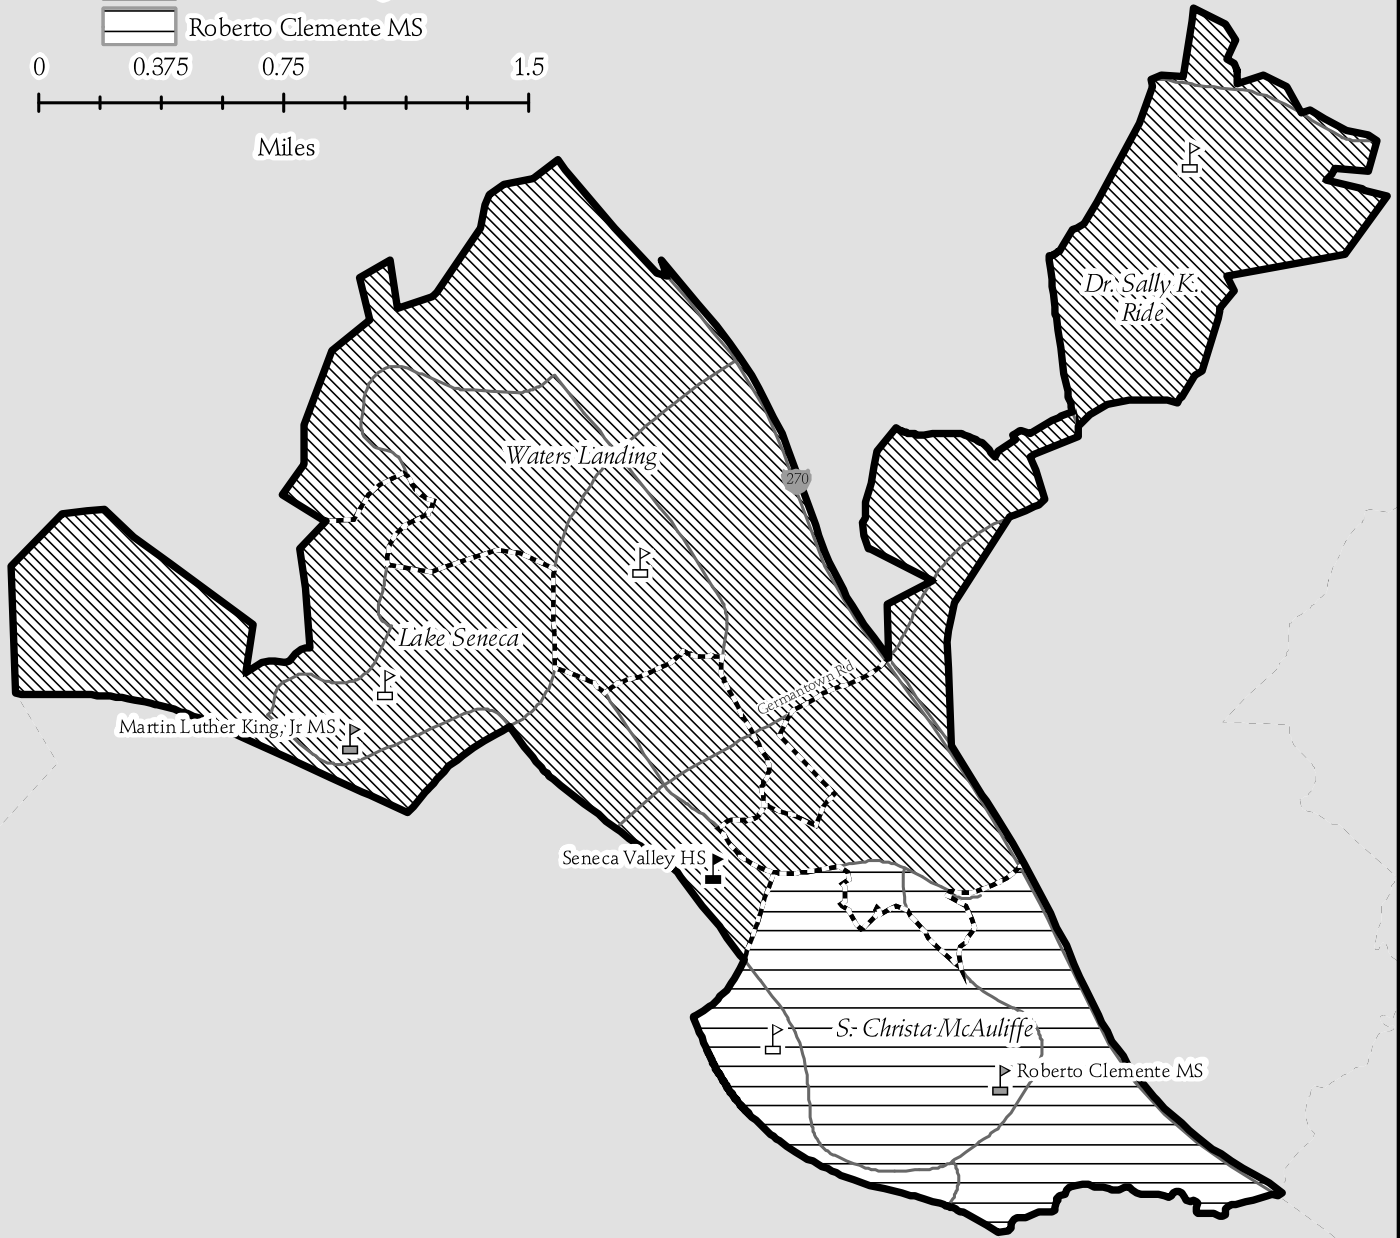 Roberto Clemente MS
0 0.375 0.75 1.5
Miles
Dr. Sally K.
Ride
Waters Landing
270
Lake Seneca
Germantown Rd
Martin Luther King, Jr MS
Seneca Valley HS
S. Christa McAuliffe
Roberto Clemente MS